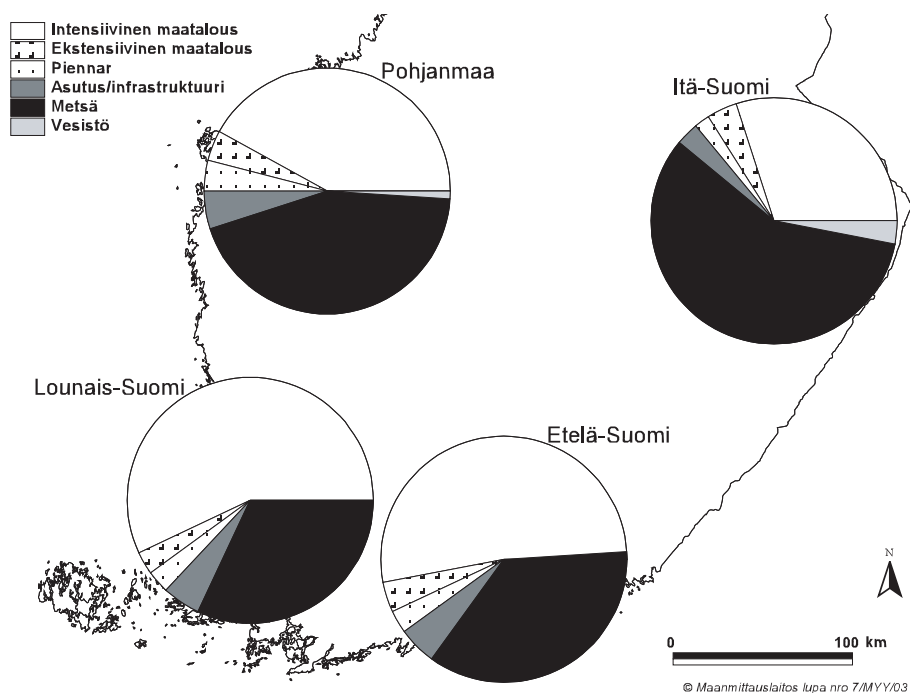 Intensiivinen maatalous
Ekstensiivinen maatalous
Piennar
Asutus/infrastruktuuri
Metsä
Vesistö
Pohjanmaa
Itä-Suomi
Lounais-Suomi
Etelä-Suomi
N
0 100 km
© Maanmittauslaitos lupa nro 7/MYY/03